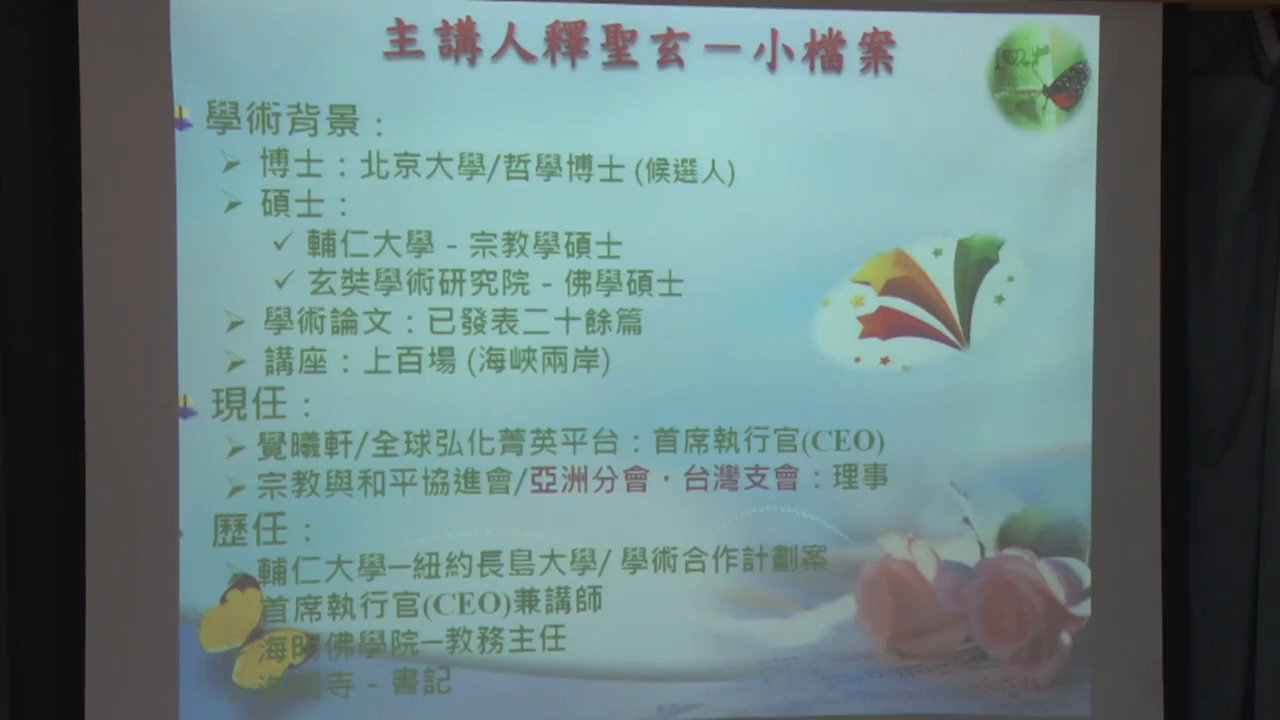 主講人釋聖玄－小檔案
學術背景：
博士：北京大學/哲學博士 (候選人)
碩士：
輔仁大學 - 宗教學碩士
玄奘學術研究院 - 佛學碩士
學術論文：已發表二十餘篇
講座：上百場 (海峽兩岸)
現任：
覺曦軒/全球弘化菁英平台：首席執行官(CEO)
宗教與和平協進會/亞洲分會・台灣支會：理事
歷任：
輔仁大學─紐約長島大學/ 學術合作計劃案
首席執行官(CEO)兼講師
海明佛學院─教務主任
寺 - 書記